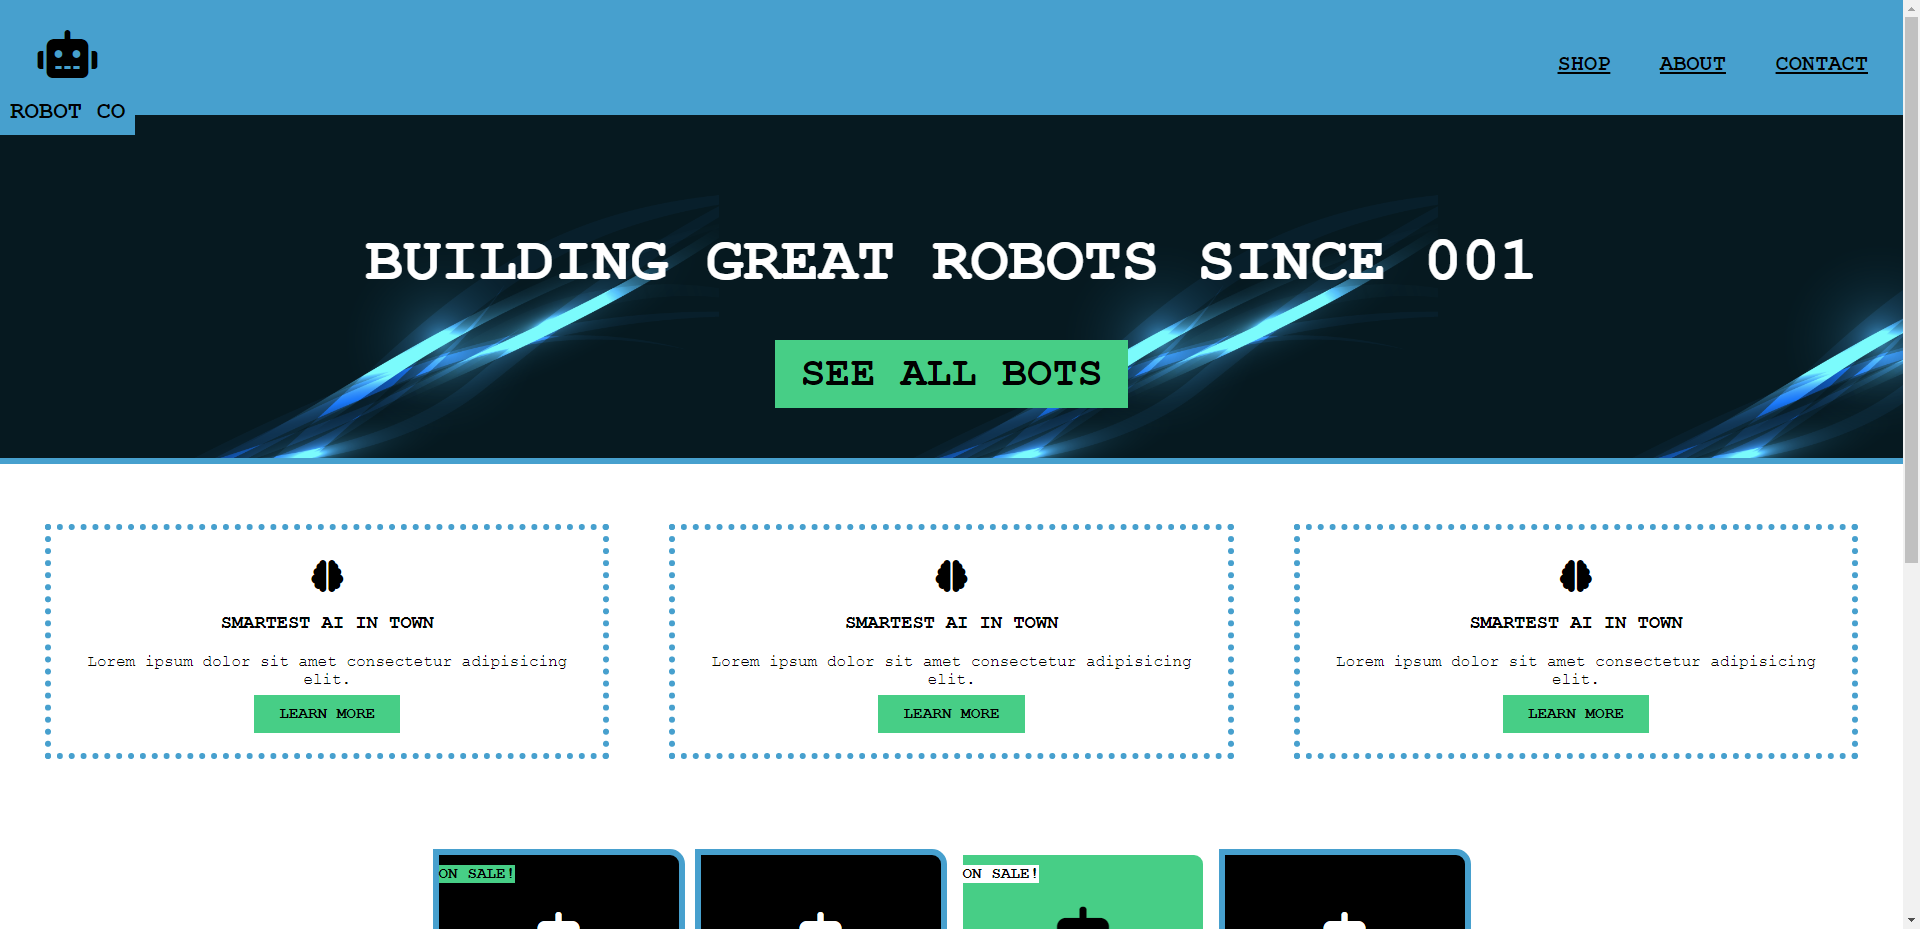 ROBOT CO
SHOP
ABOUT
CONTACT
BUILDING GREAT ROBOTS SINCE 001
SEE ALL BOTS
SMARTEST AI IN TOWN
Lorem ipsum dolor sit amet consectetur adipisicing
elit.
LEARN MORE
SMARTEST AI IN TOWN
Lorem ipsum dolor sit amet consectetur adipisicing
elit.
LEARN MORE
SMARTEST AI IN TOWN
Lorem ipsum dolor sit amet consectetur adipisicing
elit.
LEARN MORE
ON SALE!
ON SALE!